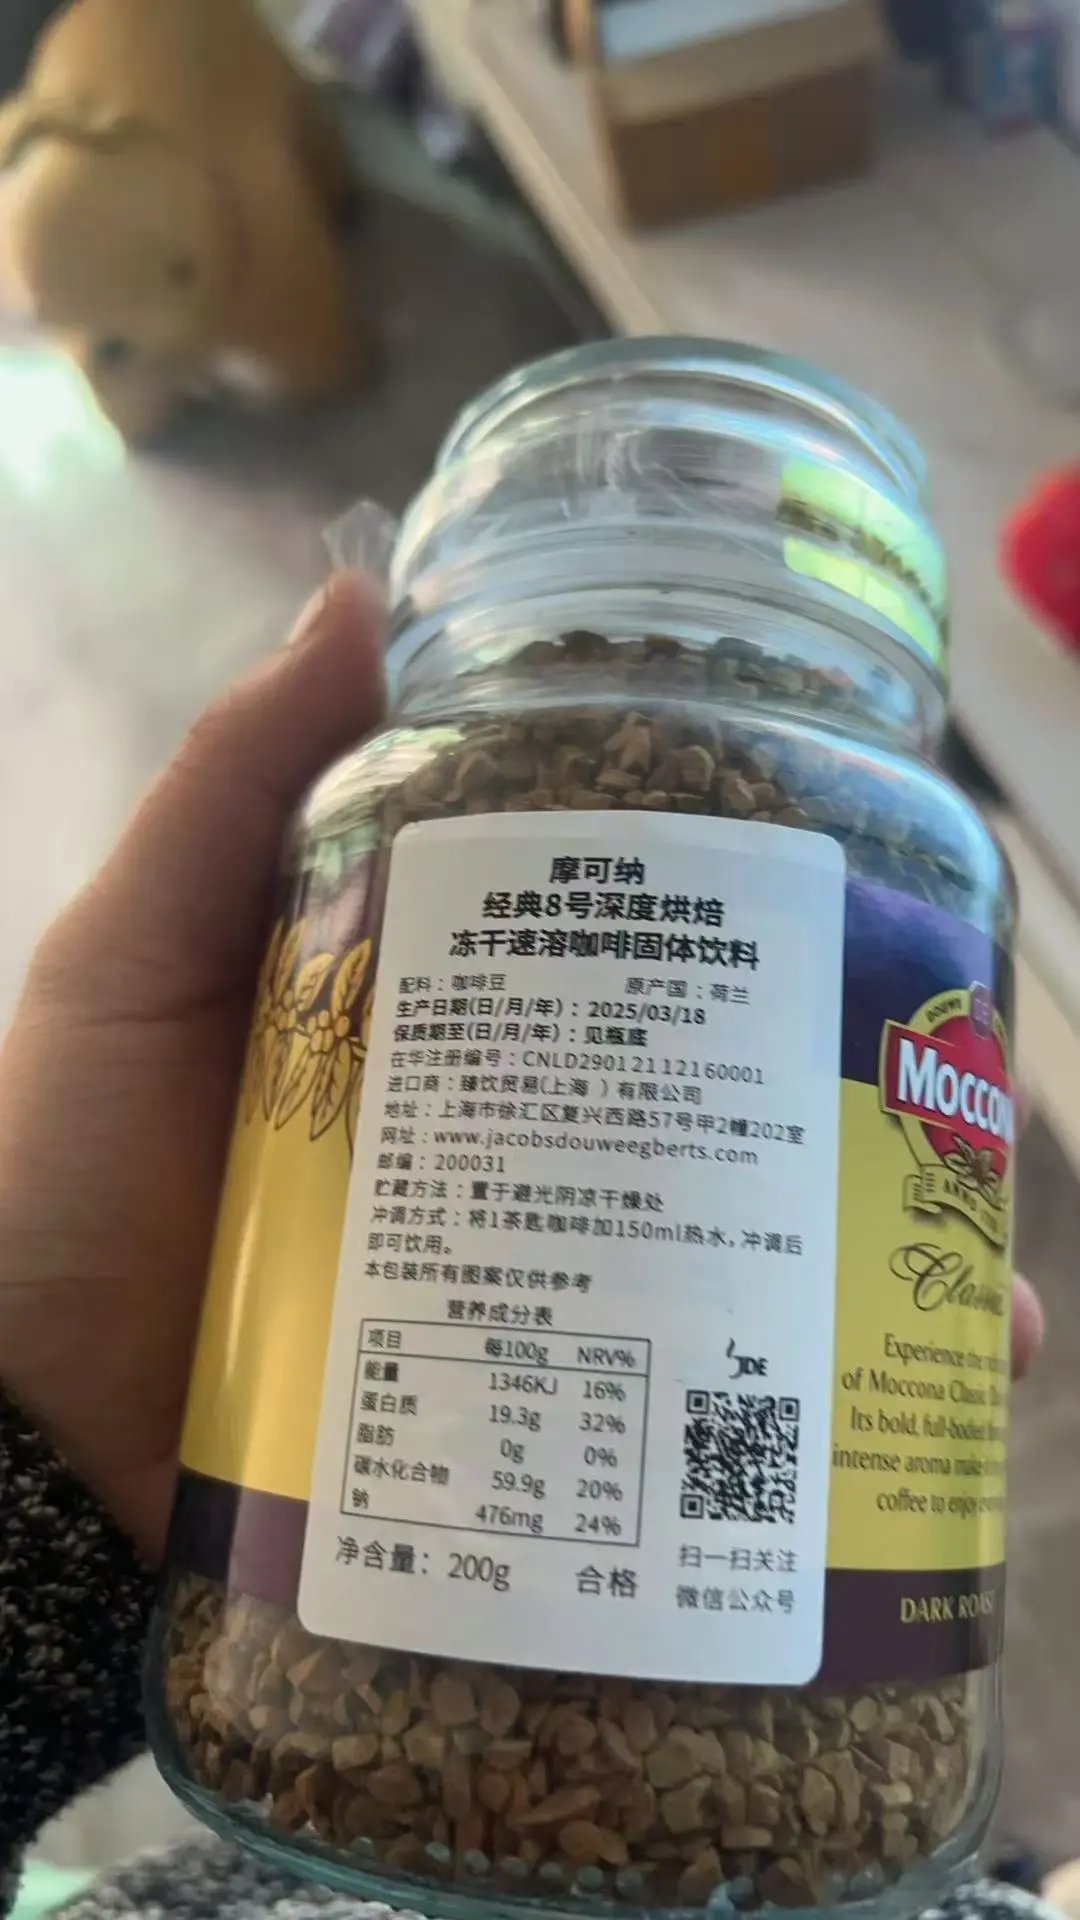 摩可纳
经典8号深度烘焙
冻干速溶咖啡固体饮料
配料：咖啡豆 原产国：荷兰
生产日期(日/月/年)：2025/03/18
保质期至(日/月/年)：见瓶底
在华注册编号：CNLD29012112160001
进口商：臻饮贸易(上海 ) 有限公司
地址：上海市徐汇区复兴西路57号甲2幢202室
网址：www.jacobsdouweegberts.com
邮编：200031
贮藏方法：置于避光阴凉干燥处
冲调方式：将1茶匙咖啡加150ml热水，冲调后
即可饮用。
本包装所有图案仅供参考
营养成分表
项目 每100g NRV%
能量 1346KJ 16%
蛋白质 19.3g 32%
脂肪 0g 0%
碳水化合物 59.9g 20%
钠 476mg 24%
净含量：200g 合格
JDE
扫一扫关注
微信公众号
DOUWE
MOCCON
ANNO
Classic
Experience the
of Moccona Classic
Its bold, full-bodied
intense aroma make
coffee to enjoy
DARK ROAST